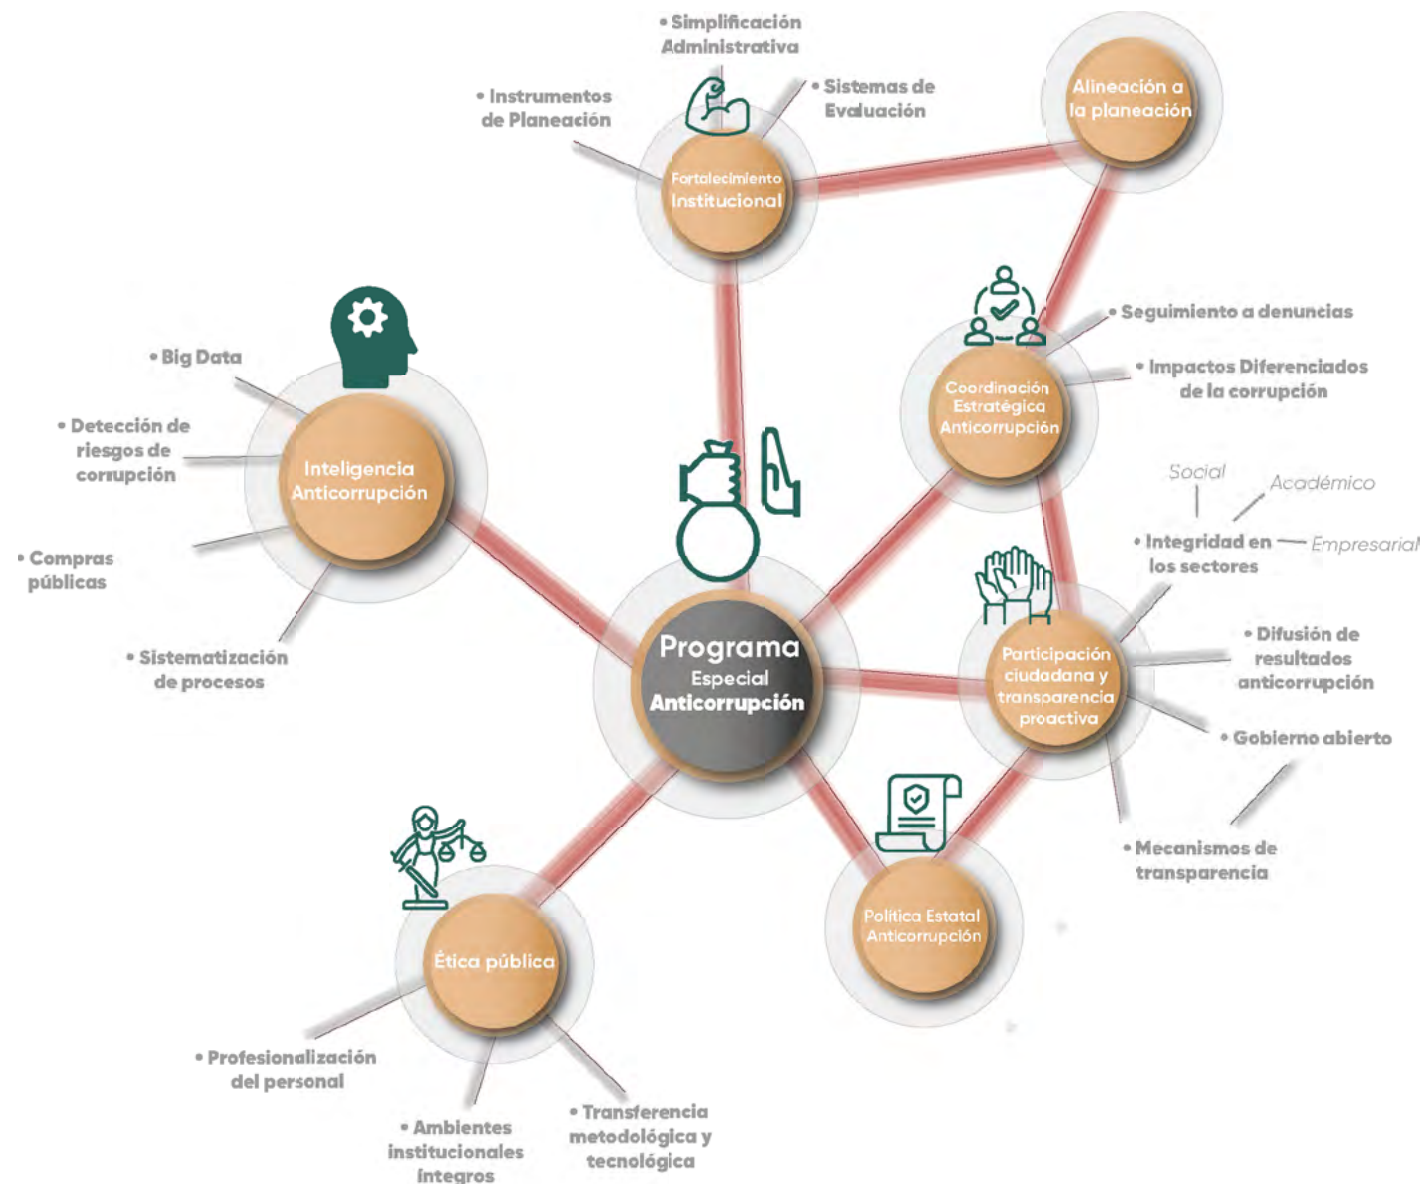 • Simplificación
Administrativa
• Instrumentos
de Planeación
• Sistemas de
Evaluación
Fortalecimiento
Institucional
Alineación a
la planeación
• Big Data
• Detección de
riesgos de
corrupción
• Compras
públicas
• Sistematización
de procesos
Inteligencia
Anticorrupción
Coordinación
Estratégica
Anticorrupción
• Seguimiento a denuncias
• Impactos Diferenciados
de la corrupción
Social
Académico
Empresarial
• Integridad en
los sectores
Programa
Especial
Anticorrupción
Participación
ciudadana y
transparencia
proactiva
• Difusión de
resultados
anticorrupción
• Gobierno abierto
• Mecanismos de
transparencia
Política Estatal
Anticorrupción
Ética pública
• Profesionalización
del personal
• Ambientes
institucionales
íntegros
• Transferencia
metodológica y
tecnológica